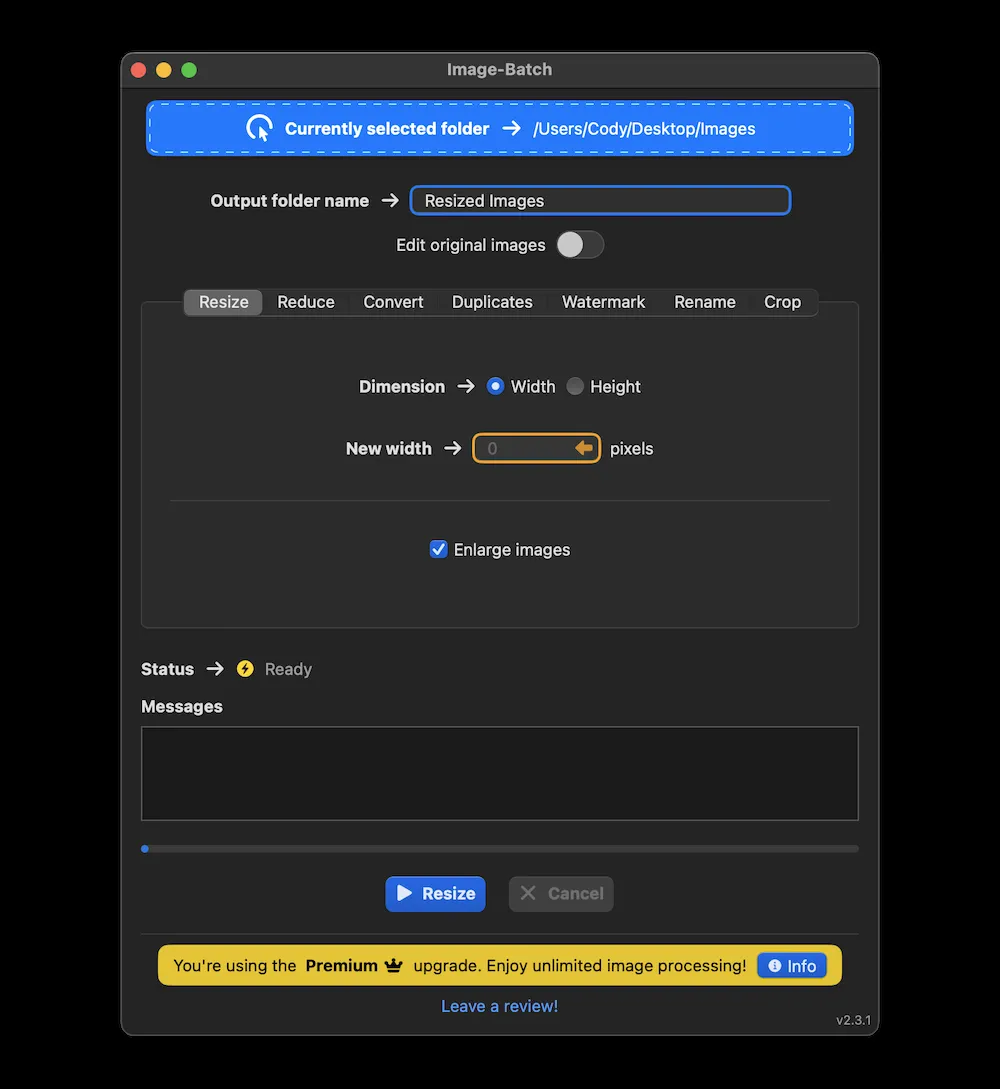 Image-Batch
Currently selected folder → /Users/Cody/Desktop/Images
Output folder name → Resized Images
Edit original images
Resize Reduce Convert Duplicates Watermark Rename Crop
Dimension → Width Height
New width → 0 pixels
Enlarge images
Status → Ready
Messages
Resize Cancel
You're using the Premium upgrade. Enjoy unlimited image processing! Info
Leave a review!
v2.3.1